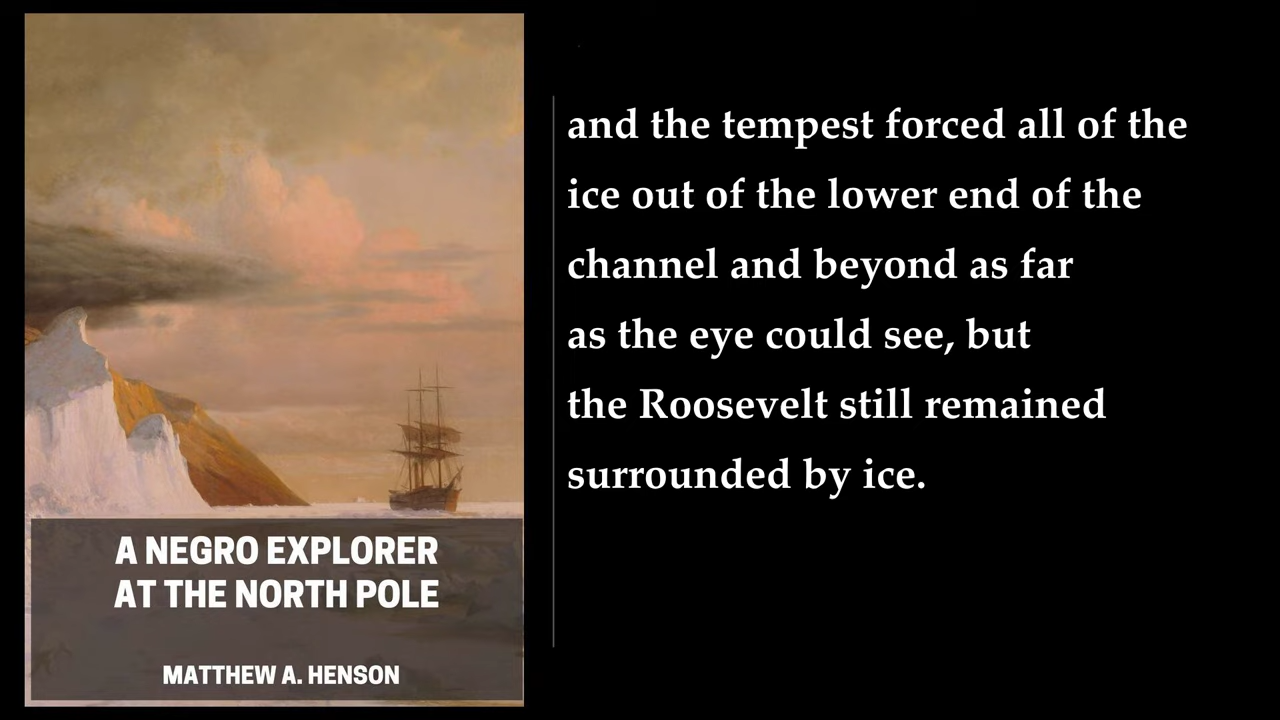 and the tempest forced all of the
ice out of the lower end of the
channel and beyond as far
as the eye could see, but
the Roosevelt still remained
surrounded by ice.
A NEGRO EXPLORER
AT THE NORTH POLE
MATTHEW A. HENSON